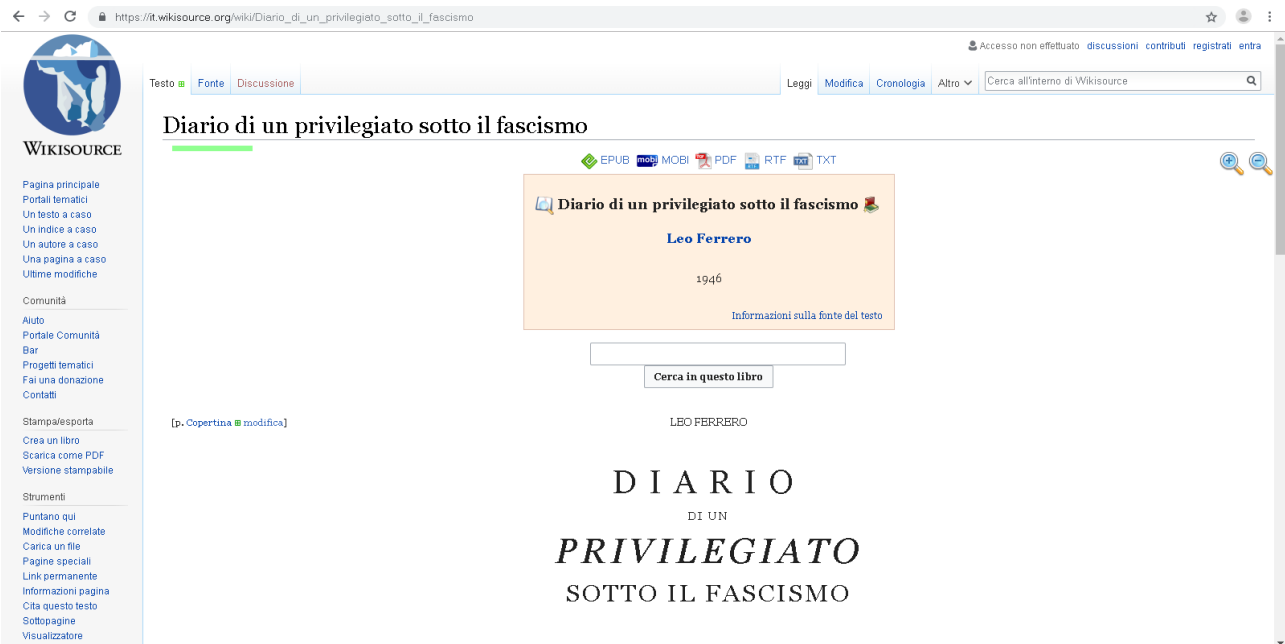 https://it.wikisource.org/wiki/Diario_di_un_privilegiato_sotto_il_fascismo
Accesso non effettuato discussioni contributi registrati entra
Testo Fonte Discussione Leggi Modifica Cronologia Altro Cerca all'interno di Wikisource
WIKISOURCE
Diario di un privilegiato sotto il fascismo
EPUB mobi MOBI PDF RTF TXT
Diario di un privilegiato sotto il fascismo
Leo Ferrero
1946
Informazioni sulla fonte del testo
Cerca in questo libro
[p. Copertina modifica]
LEO FERRERO
DIARIO
DI UN
PRIVILEGIATO
SOTTO IL FASCISMO
Pagina principale
Portali tematici
Un testo a caso
Un indice a caso
Un autore a caso
Una pagina a caso
Ultime modifiche
Comunità
Aiuto
Portale Comunità
Bar
Progetti tematici
Fai una donazione
Contatti
Stampa/esporta
Crea un libro
Scarica come PDF
Versione stampabile
Strumenti
Puntano qui
Modifiche correlate
Carica un file
Pagine speciali
Link permanente
Informazioni pagina
Cita questo testo
Sottopagine
Visualizzatore